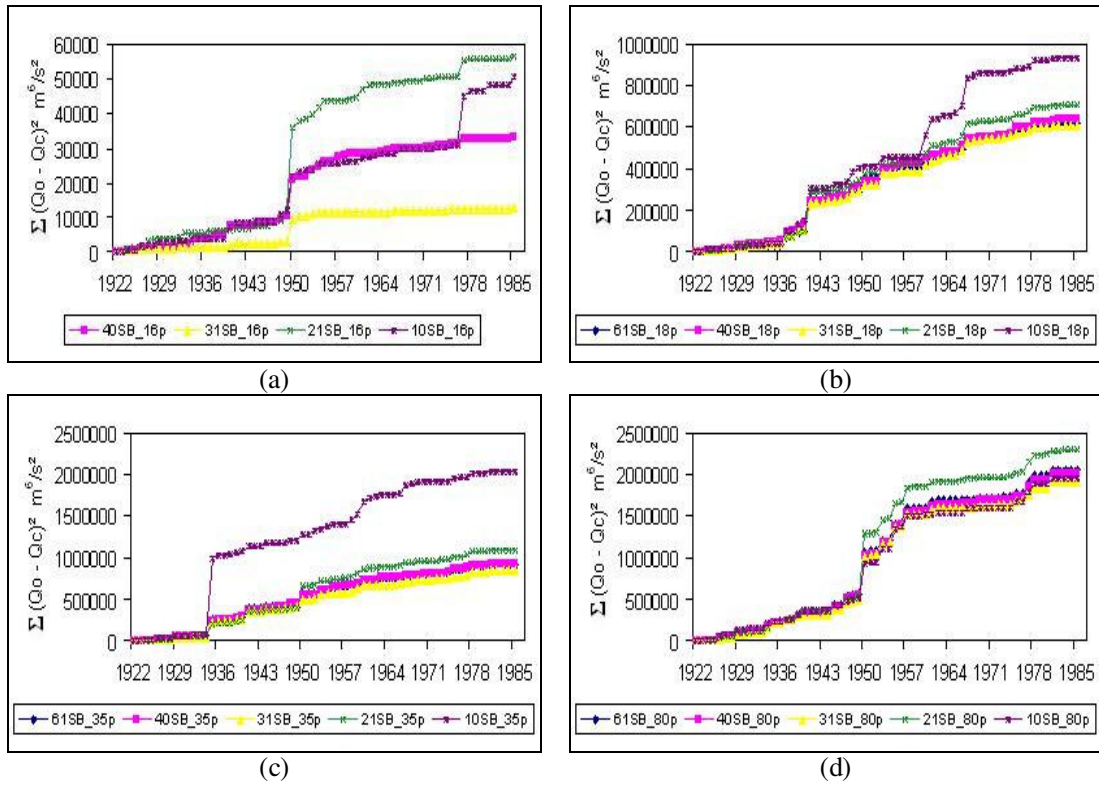 60000
50000
40000
30000
20000
10000
0
Σ (Qo - Qc)² m⁶/s²
1922 1929 1936 1943 1950 1957 1964 1971 1978 1985
40SB_16p 31SB_16p 21SB_16p 10SB_16p
(a)
1000000
800000
600000
400000
200000
0
Σ (Qo - Qc)² m⁶/s²
1922 1929 1936 1943 1950 1957 1964 1971 1978 1985
61SB_18p 40SB_18p 31SB_18p 21SB_18p 10SB_18p
(b)
2500000
2000000
1500000
1000000
500000
0
Σ (Qo - Qc)² m⁶/s²
1922 1929 1936 1943 1950 1957 1964 1971 1978 1985
61SB_35p 40SB_35p 31SB_35p 21SB_35p 10SB_35p
(c)
2500000
2000000
1500000
1000000
500000
0
Σ (Qo - Qc)² m⁶/s²
1922 1929 1936 1943 1950 1957 1964 1971 1978 1985
61SB_80p 40SB_80p 31SB_80p 21SB_80p 10SB_80p
(d)